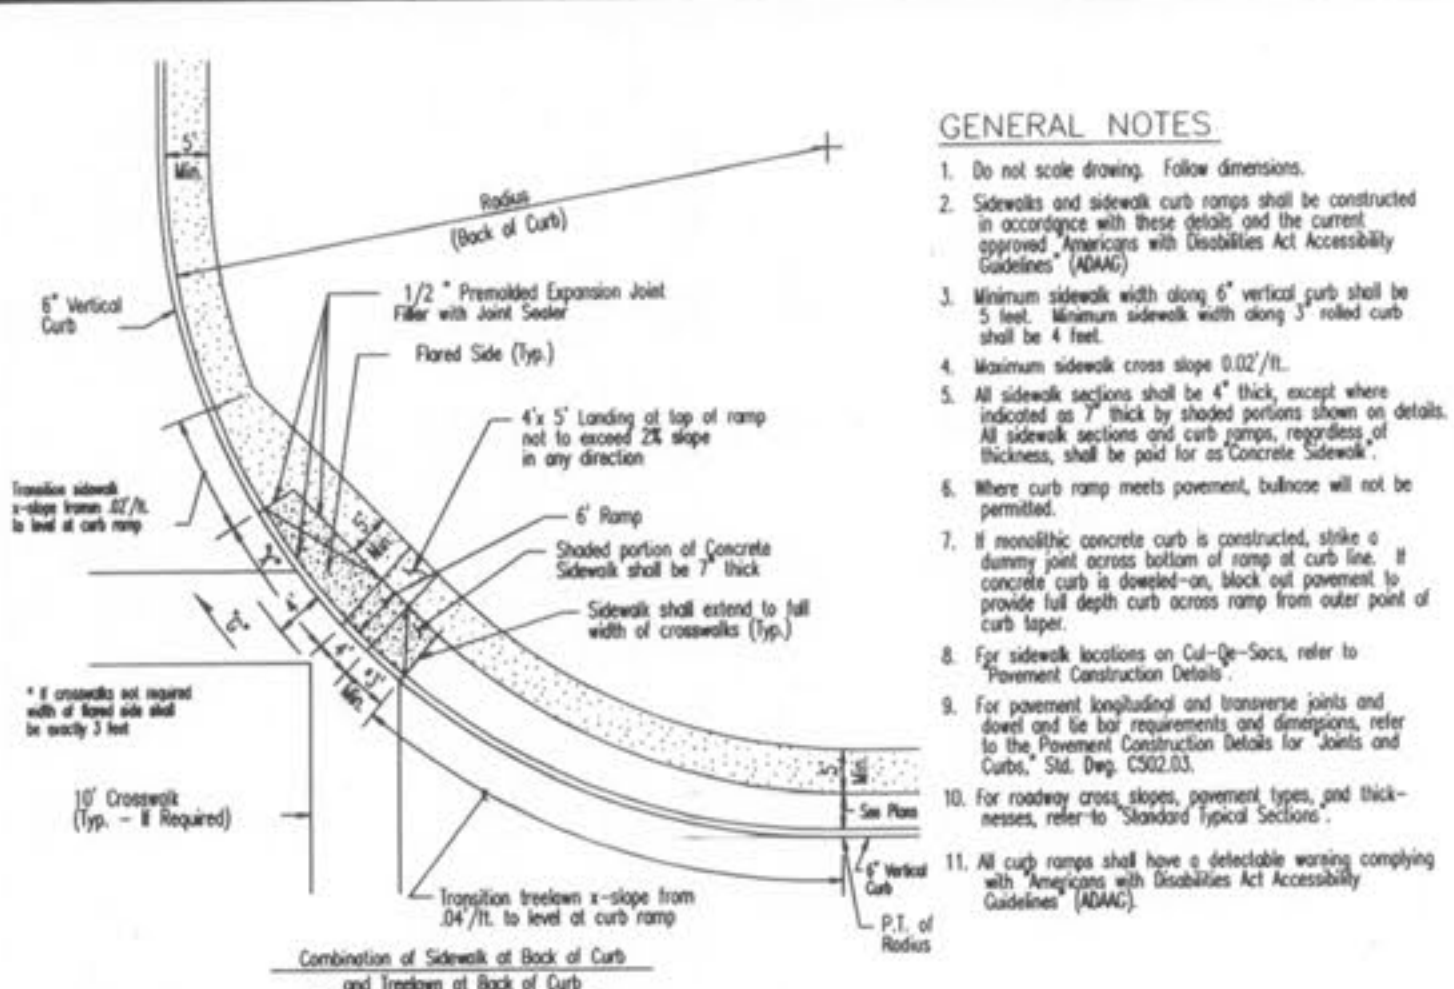 5'
Min.
Radius
(Back of Curb)
6" Vertical
Curb
1/2 " Premolded Expansion Joint
Filler with Joint Sealer
Flared Side (Typ.)
4'x 5' Landing at top of ramp
not to exceed 2% slope
in any direction
Transition sidewalk
x-slope fromm .02'/ft.
to level at curb ramp
6' Ramp
Shaded portion of Concrete
Sidewalk shall be 7" thick
Sidewalk shall extend to full
width of crosswalks (Typ.)
5'
Min.
4'
4'
*3'
Min.
* If crosswalks not required
width of flared side shall
be exactly 3 feet
10' Crosswalk
(Typ. - If Required)
5'
Min.
See Plans
6" Vertical
Curb
Transition treelawn x-slope from
.04'/ft. to level at curb ramp
P.T. of
Radius
Combination of Sidewalk at Back of Curb
and Treelawn at Back of Curb
GENERAL NOTES
1. Do not scale drawing. Follow dimensions.
2. Sidewalks and sidewalk curb ramps shall be constructed
in accordance with these details and the current
approved "Americans with Disabilities Act Accessibility
Guidelines" (ADAAG)
3. Minimum sidewalk width along 6" vertical curb shall be
5 feet. Minimum sidewalk width along 3" rolled curb
shall be 4 feet.
4. Maximum sidewalk cross slope 0.02'/ft..
5. All sidewalk sections shall be 4" thick, except where
indicated as 7" thick by shaded portions shown on details.
All sidewalk sections and curb ramps, regardless of
thickness, shall be paid for as"Concrete Sidewalk".
6. Where curb ramp meets pavement, bullnose will not be
permitted.
7. If monolithic concrete curb is constructed, strike a
dummy joint across bottom of ramp at curb line. If
concrete curb is doweled-on, block out pavement to
provide full depth curb across ramp from outer point of
curb taper.
8. For sidewalk locations on Cul-De-Sacs, refer to
"Pavement Construction Details".
9. For pavement longitudinal and transverse joints and
dowel and tie bar requirements and dimensions, refer
to the Pavement Construction Details for "Joints and
Curbs," Std. Dwg. C502.03.
10. For roadway cross slopes, pavement types, and thick-
nesses, refer to "Standard Typical Sections".
11. All curb ramps shall have a detectable warning complying
with "Americans with Disabilities Act Accessibility
Guidelines" (ADAAG).